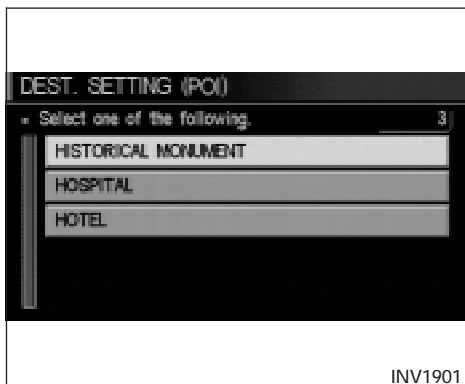 DEST. SETTING (POI)
Select one of the following. 3
HISTORICAL MONUMENT
HOSPITAL
HOTEL
INV1901